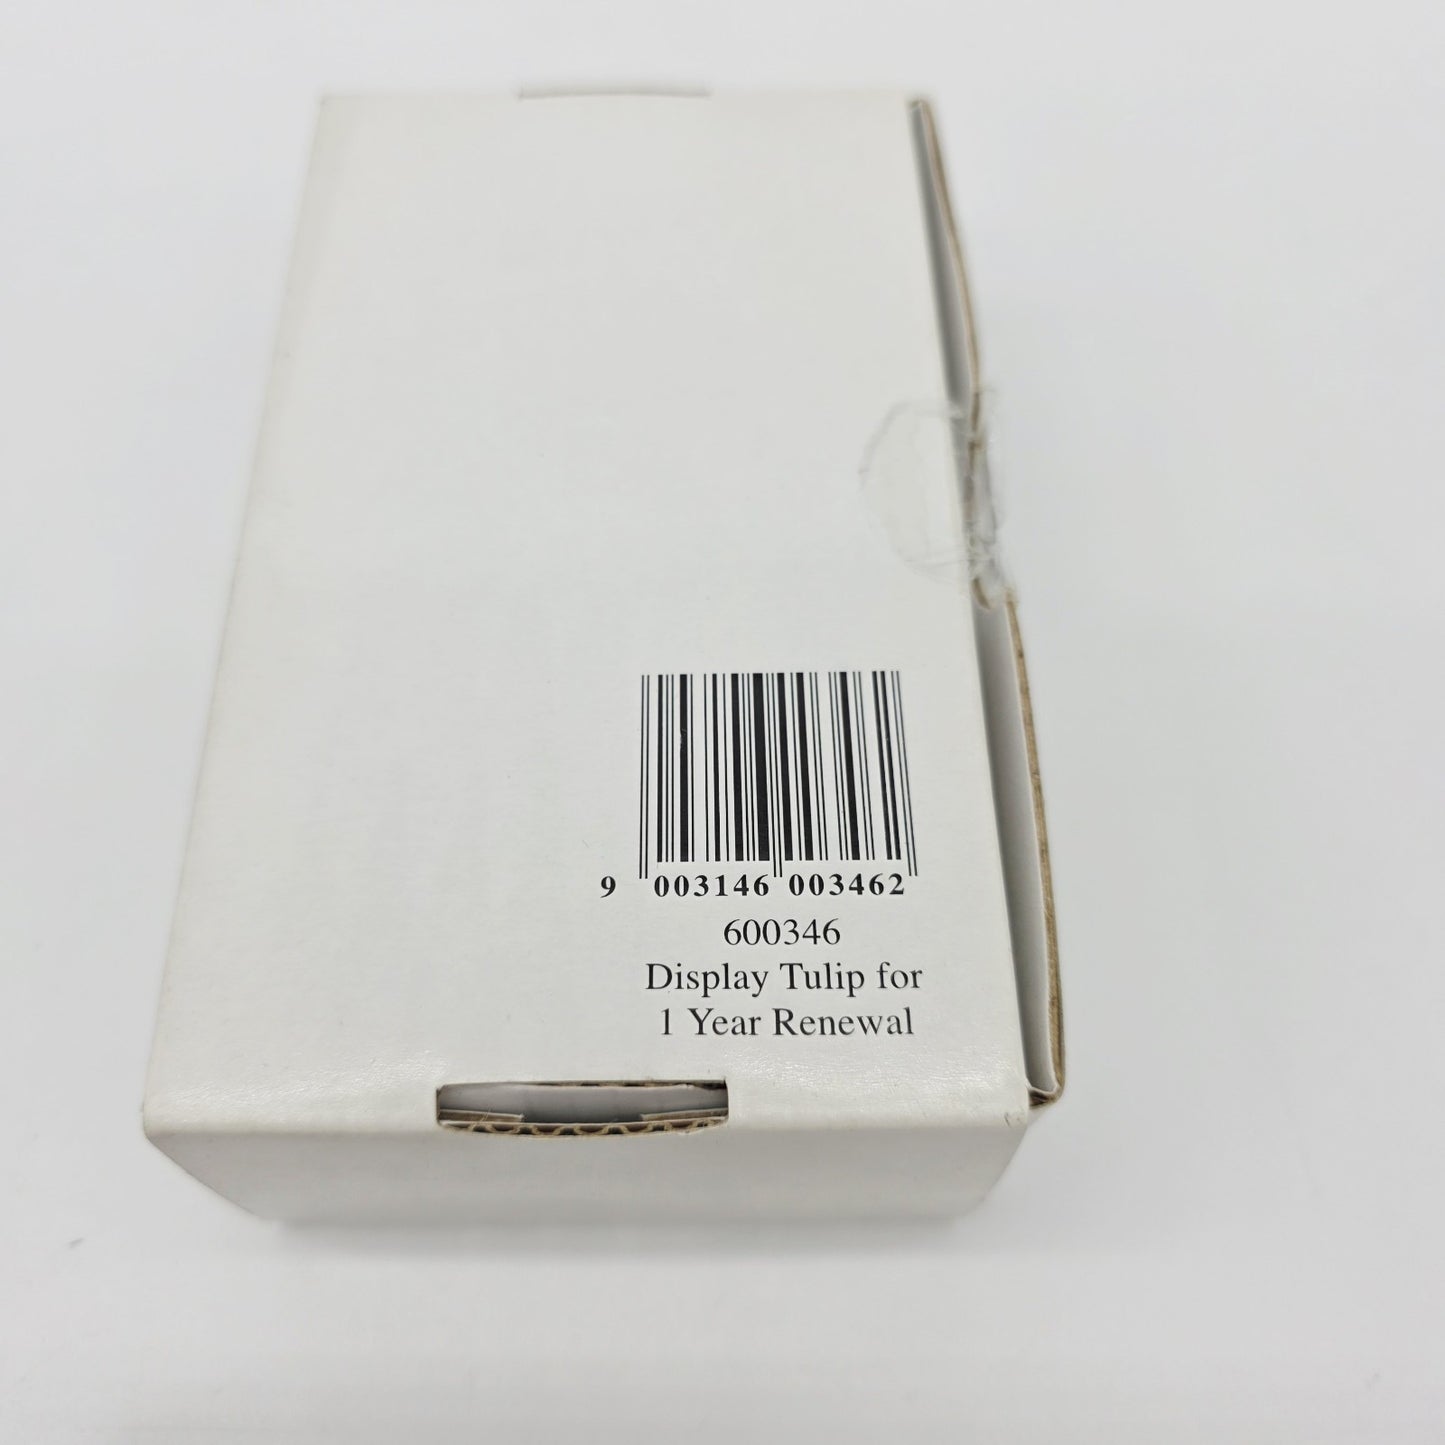 9 003146 003462
600346
Display Tulip for
1 Year Renewal